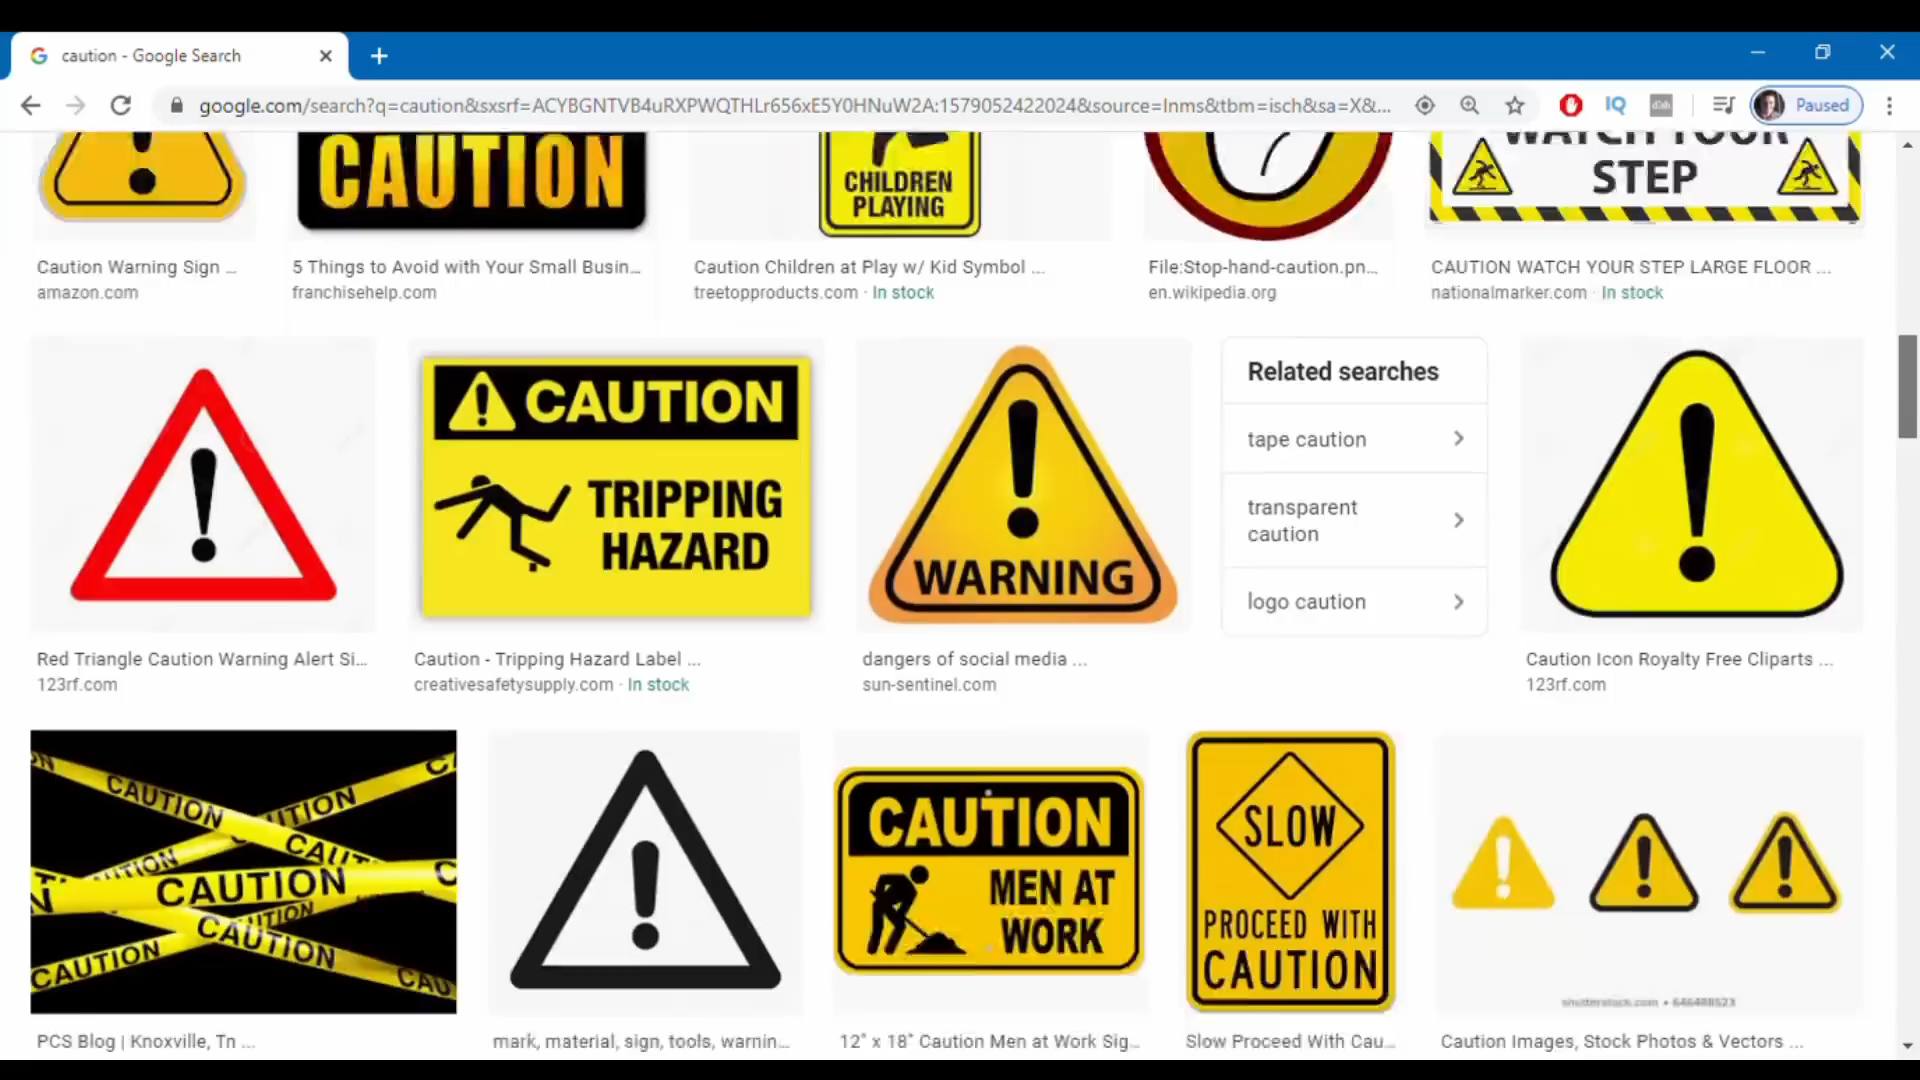 caution - Google Search
google.com/search?q=caution&sxsrf=ACYBGNTVB4uRXPWQTHLr656xE5Y0HNuW2A:1579052422024&source=lnms&tbm=isch&sa=X&...
IQ
Paused
CAUTION
CHILDREN
PLAYING
WATCH YOUR
STEP
Caution Warning Sign ...
amazon.com
5 Things to Avoid with Your Small Busin...
franchisehelp.com
Caution Children at Play w/ Kid Symbol ...
treetopproducts.com · In stock
File:Stop-hand-caution.pn...
en.wikipedia.org
CAUTION WATCH YOUR STEP LARGE FLOOR ...
nationalmarker.com · In stock
CAUTION
TRIPPING
HAZARD
WARNING
Related searches
tape caution
transparent
caution
logo caution
Red Triangle Caution Warning Alert Si...
123rf.com
Caution - Tripping Hazard Label ...
creativesafetysupply.com · In stock
dangers of social media ...
sun-sentinel.com
Caution Icon Royalty Free Cliparts ...
123rf.com
CAUTION
CAUTION
CAUTION
CAUTION
CAUTION
MEN AT
WORK
SLOW
PROCEED WITH
CAUTION
shutterstock.com • 646488523
PCS Blog | Knoxville, Tn ...
mark, material, sign, tools, warnin...
12" x 18" Caution Men at Work Sig...
Slow Proceed With Cau...
Caution Images, Stock Photos & Vectors ...